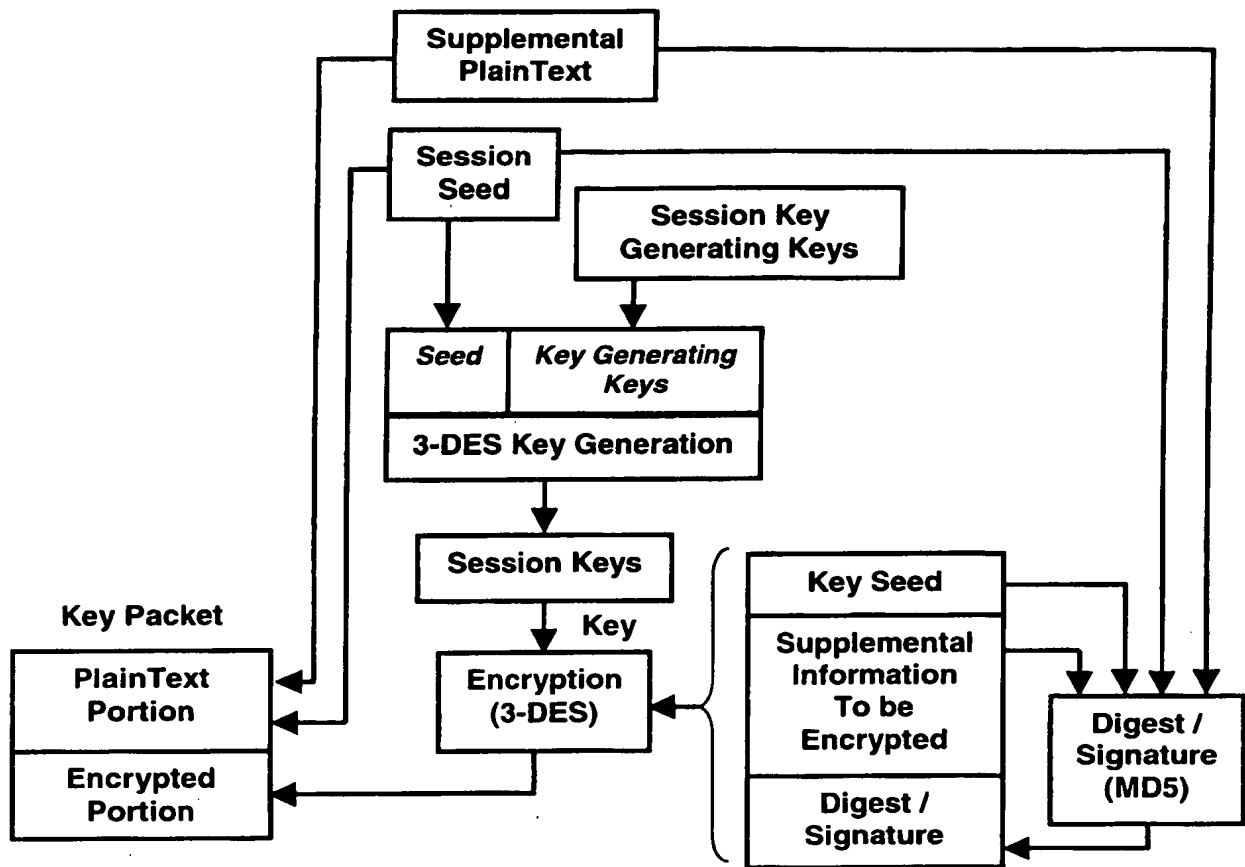 Supplemental
PlainText
Session
Seed
Session Key
Generating Keys
Seed
Key Generating
Keys
3-DES Key Generation
Session Keys
Key
Encryption
(3-DES)
Key Packet
PlainText
Portion
Encrypted
Portion
Key Seed
Supplemental
Information
To be
Encrypted
Digest /
Signature
Digest /
Signature
(MD5)